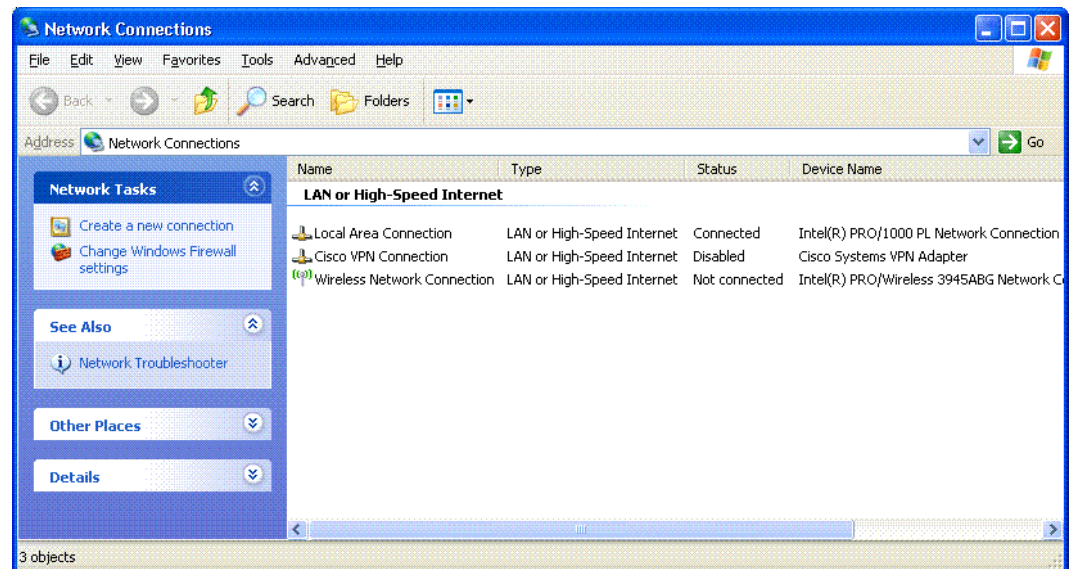 Network Connections
File Edit View Favorites Tools Advanced Help
Back Search Folders
Address Network Connections Go
Network Tasks
Create a new connection
Change Windows Firewall
settings
See Also
Network Troubleshooter
Other Places
Details
Name Type Status Device Name
LAN or High-Speed Internet
Local Area Connection LAN or High-Speed Internet Connected Intel(R) PRO/1000 PL Network Connection
Cisco VPN Connection LAN or High-Speed Internet Disabled Cisco Systems VPN Adapter
Wireless Network Connection LAN or High-Speed Internet Not connected Intel(R) PRO/Wireless 3945ABG Network
3 objects